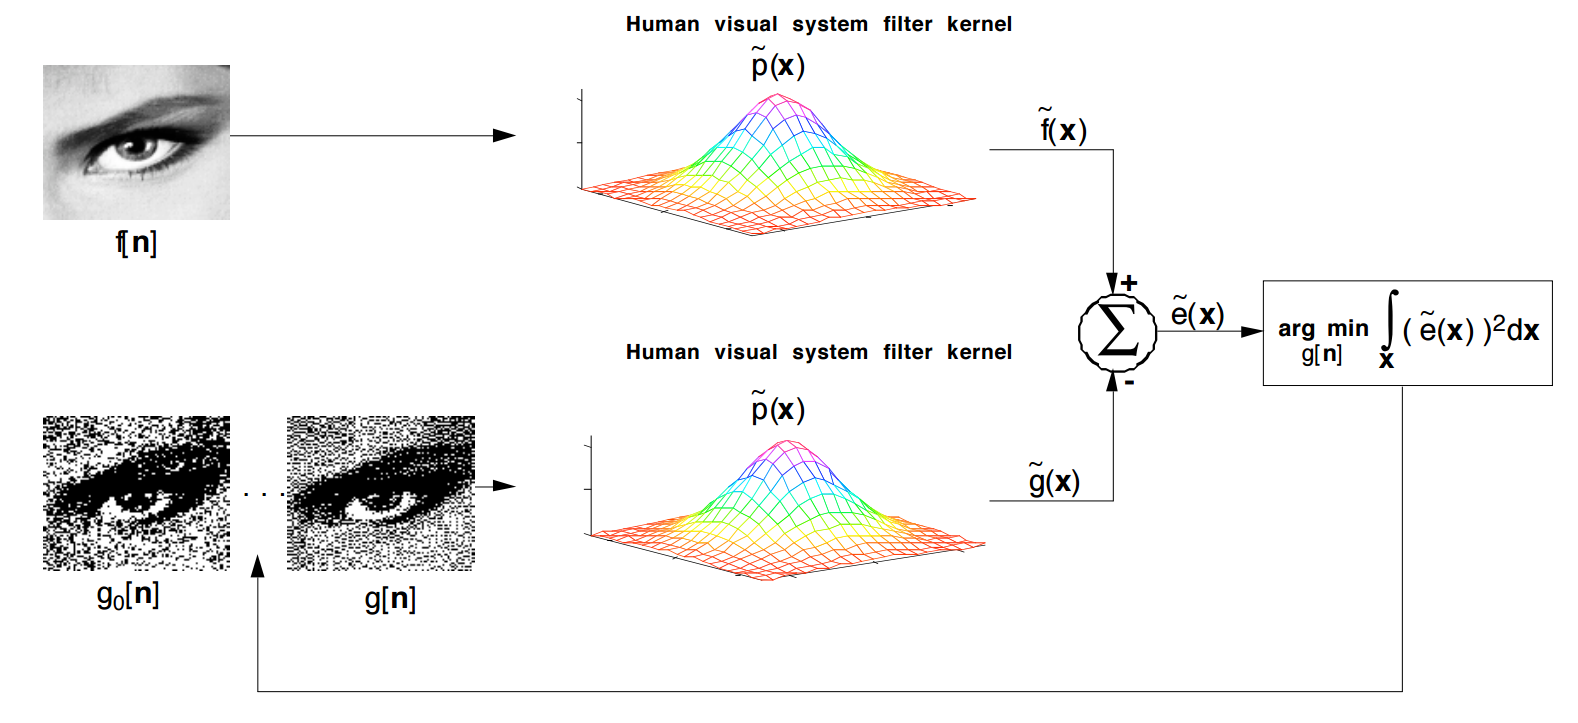 Human visual system filter kernel
p̃(x)
f[n]
f̃(x)
+
Σ
ẽ(x)
arg min ∫ ( ẽ(x) )²dx
g[n] x
-
Human visual system filter kernel
p̃(x)
g̃(x)
. . .
g₀[n]
g[n]